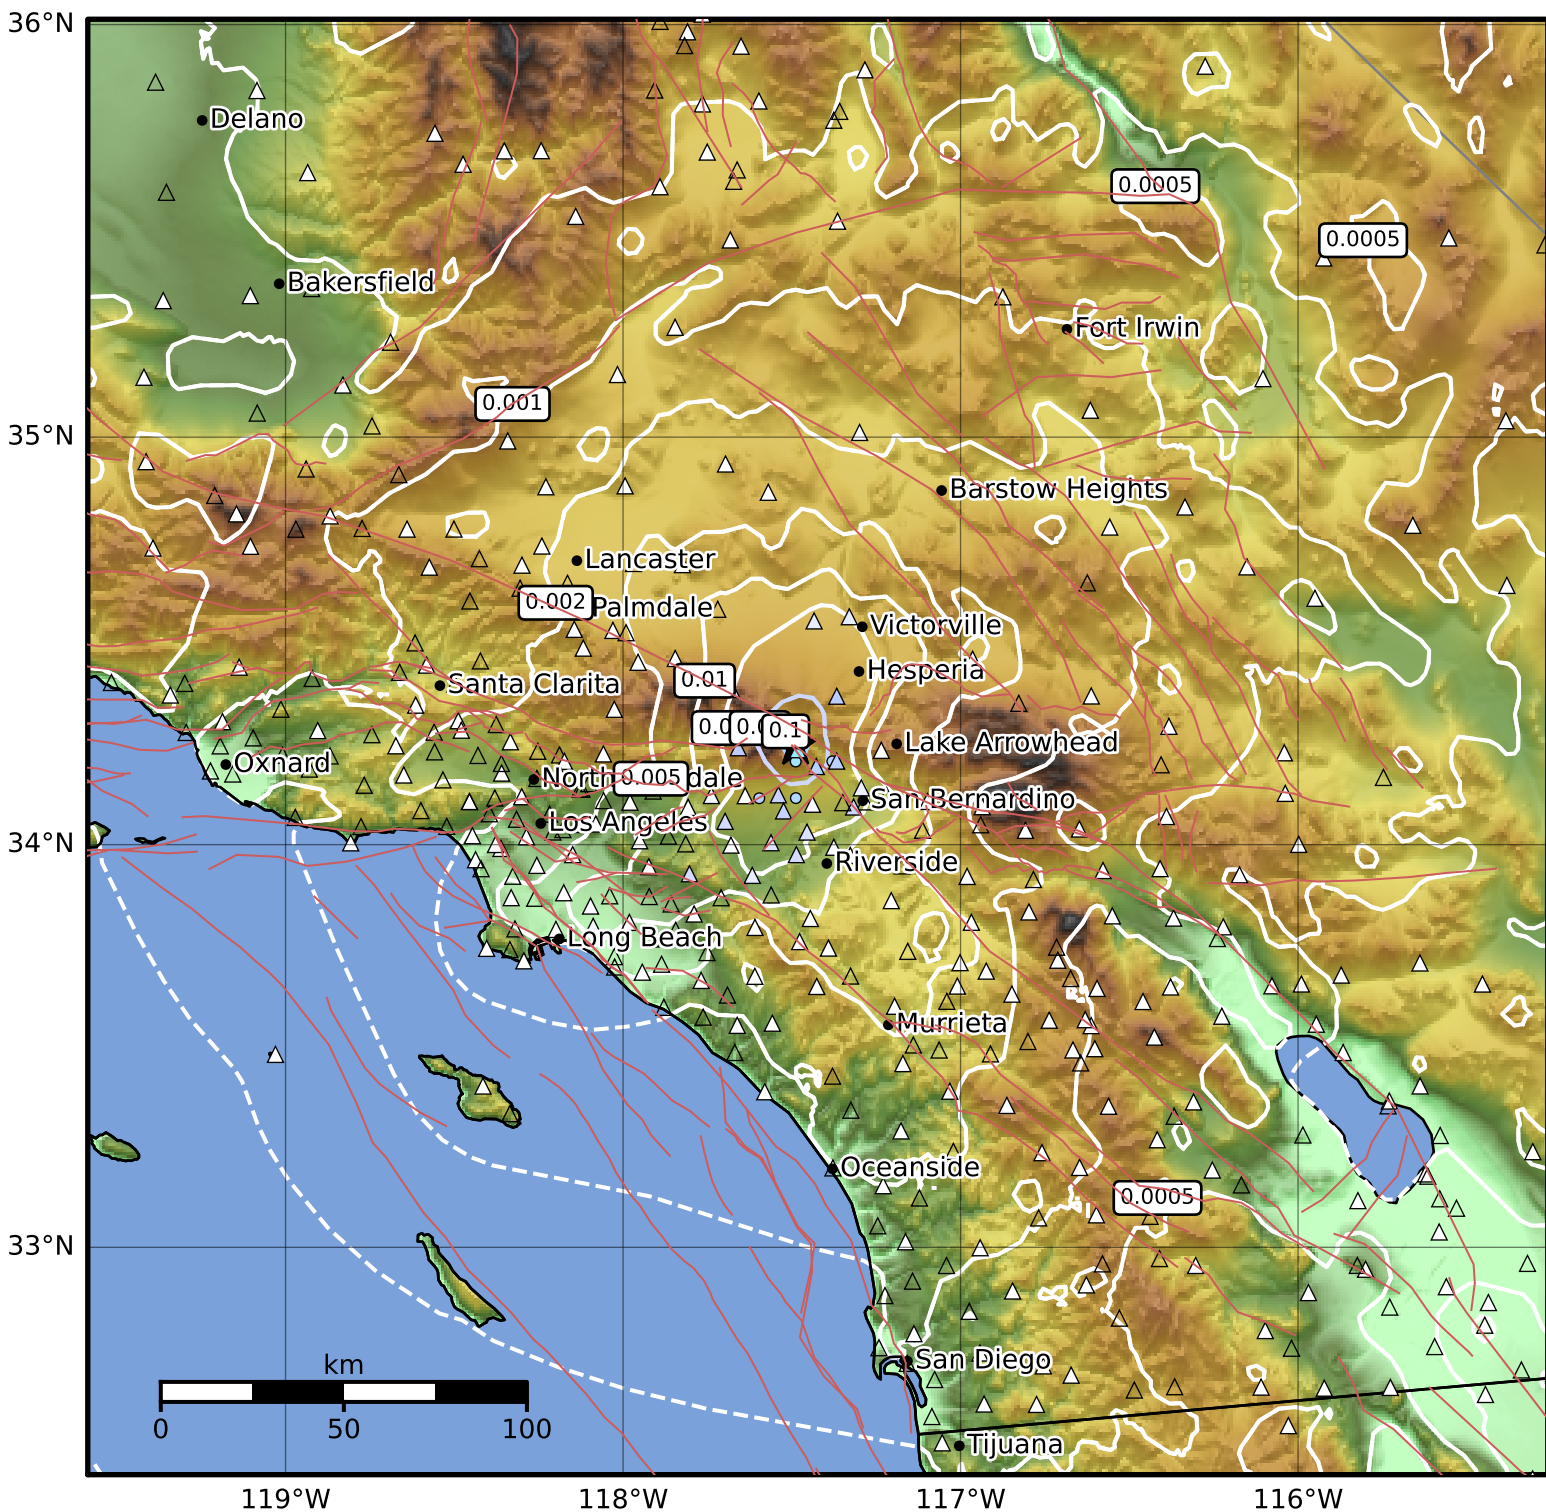 36°N
Delano
0.0005
0.0005
Bakersfield
Fort Irwin
0.001
35°N
Barstow Heights
Lancaster
0.002
Palmdale
Victorville
Hesperia
0.01
Santa Clarita
0.1
Lake Arrowhead
Oxnard
0.005
San Bernardino
Los Angeles
34°N
Riverside
Long Beach
Murrieta
Oceanside
0.0005
33°N
San Diego
km
0 50 100
Tijuana
119°W 118°W 117°W 116°W